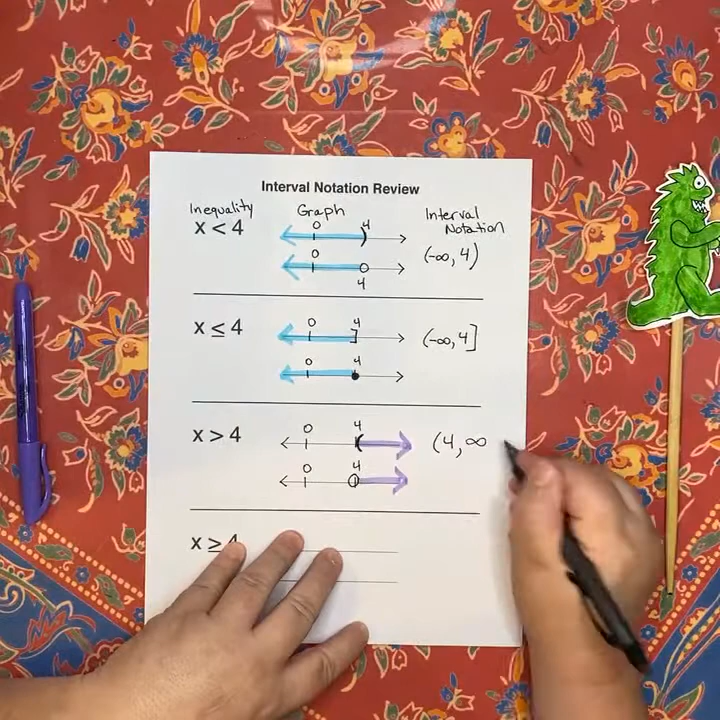 Interval Notation Review
Inequality Graph Interval
Notation
x < 4
0 4
(-∞, 4)
0
4
x ≤ 4
0 4
(-∞, 4]
0 4
x > 4
0 4
(4, ∞
0 4
x ≥ 4